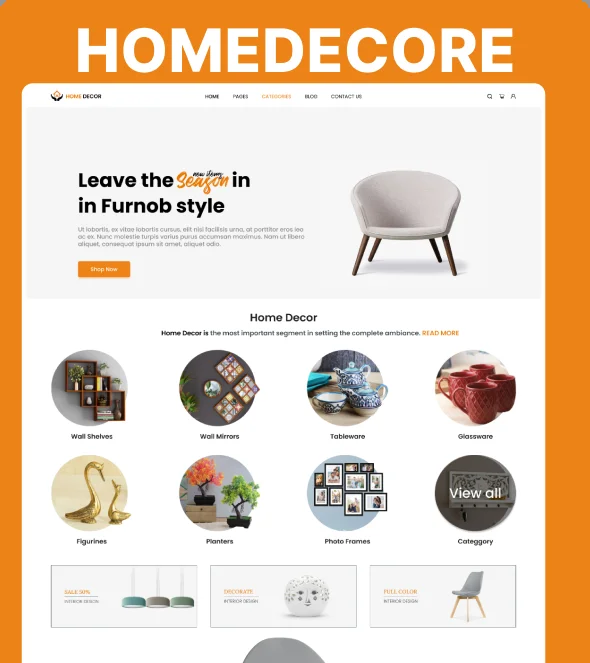 HOMEDECORE
HOME DECOR
HOME PAGES CATEGORIES BLOG CONTACT US
Leave the new items Season in
in Furnob style
Ut lobortis, ex vitae lobortis cursus, elit nisi facilisis urna, at porttitor eros leo
ac ex. Nunc molestie turpis varius purus accumsan maximus. Nam ut libero
aliquet, consequat ipsum sit amet, aliquet odio.
Shop Now
Home Decor
Home Decor is the most important segment in setting the complete ambiance. READ MORE
Wall Shelves Wall Mirrors Tableware Glassware
View all
Figurines Planters Photo Frames Categgory
SALE 50% DECORATE FULL COLOR
INTERIOR DESIGN INTERIOR DESIGN INTERIOR DESIGN